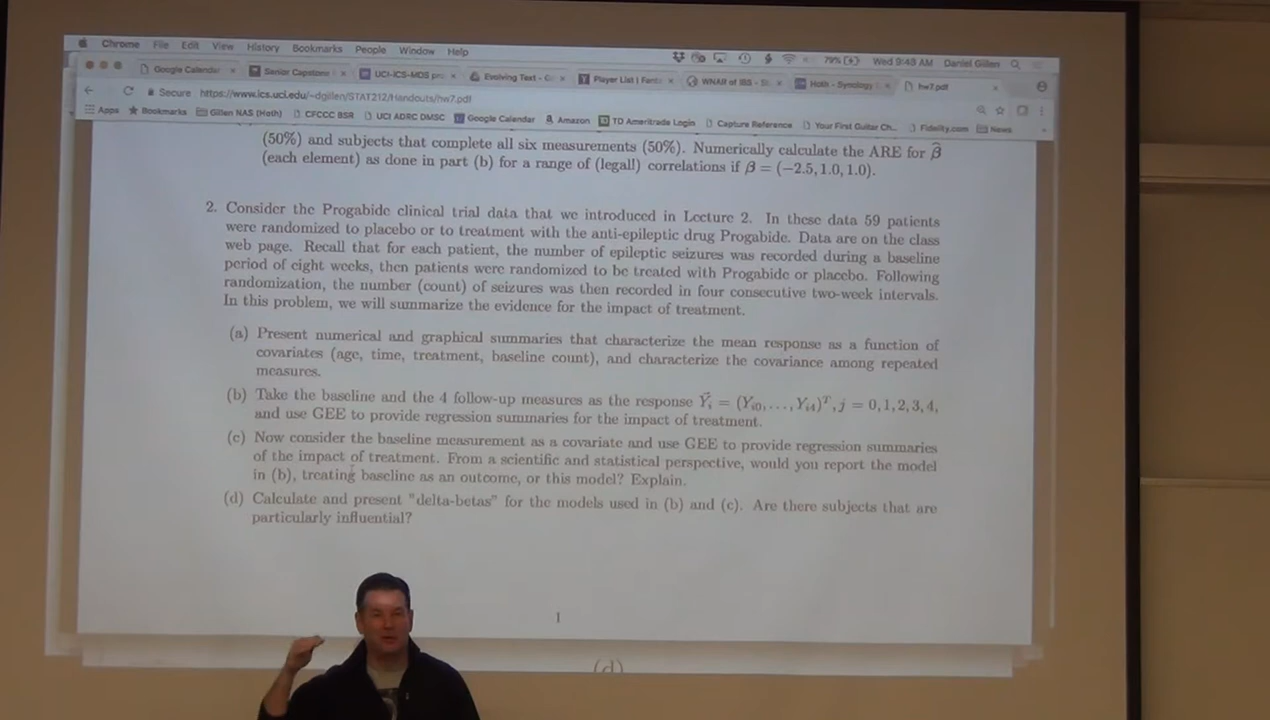 Chrome File Edit View History Bookmarks People Window Help 79% Wed 9:43 AM Daniel Gillen
Google Calendar Senior Capstone UCI-ICS-MDS pro Evolving Text - G Player List | Fant WNAR of IBS - Hoth - Synology hw7.pdf
Secure https://www.ics.uci.edu/~dgillen/STAT212/Handouts/hw7.pdf
Apps Bookmarks Gillen NAS (Hoth) CFCCC BSR UCI ADRC DMSC Google Calendar Amazon TD Ameritrade Login Capture Reference Your First Guitar Ch... Fidelity.com News
(50%) and subjects that complete all six measurements (50%). Numerically calculate the ARE for β̂
(each element) as done in part (b) for a range of (legal!) correlations if β = (−2.5, 1.0, 1.0).
2. Consider the Progabide clinical trial data that we introduced in Lecture 2. In these data 59 patients
were randomized to placebo or to treatment with the anti-epileptic drug Progabide. Data are on the class
web page. Recall that for each patient, the number of epileptic seizures was recorded during a baseline
period of eight weeks, then patients were randomized to be treated with Progabide or placebo. Following
randomization, the number (count) of seizures was then recorded in four consecutive two-week intervals.
In this problem, we will summarize the evidence for the impact of treatment.
(a) Present numerical and graphical summaries that characterize the mean response as a function of
covariates (age, time, treatment, baseline count), and characterize the covariance among repeated
measures.
(b) Take the baseline and the 4 follow-up measures as the response Y⃗i = (Yi0, . . . , Yi4)^T, j = 0, 1, 2, 3, 4,
and use GEE to provide regression summaries for the impact of treatment.
(c) Now consider the baseline measurement as a covariate and use GEE to provide regression summaries
of the impact of treatment. From a scientific and statistical perspective, would you report the model
in (b), treating baseline as an outcome, or this model? Explain.
(d) Calculate and present "delta-betas" for the models used in (b) and (c). Are there subjects that are
particularly influential?
1
(d)